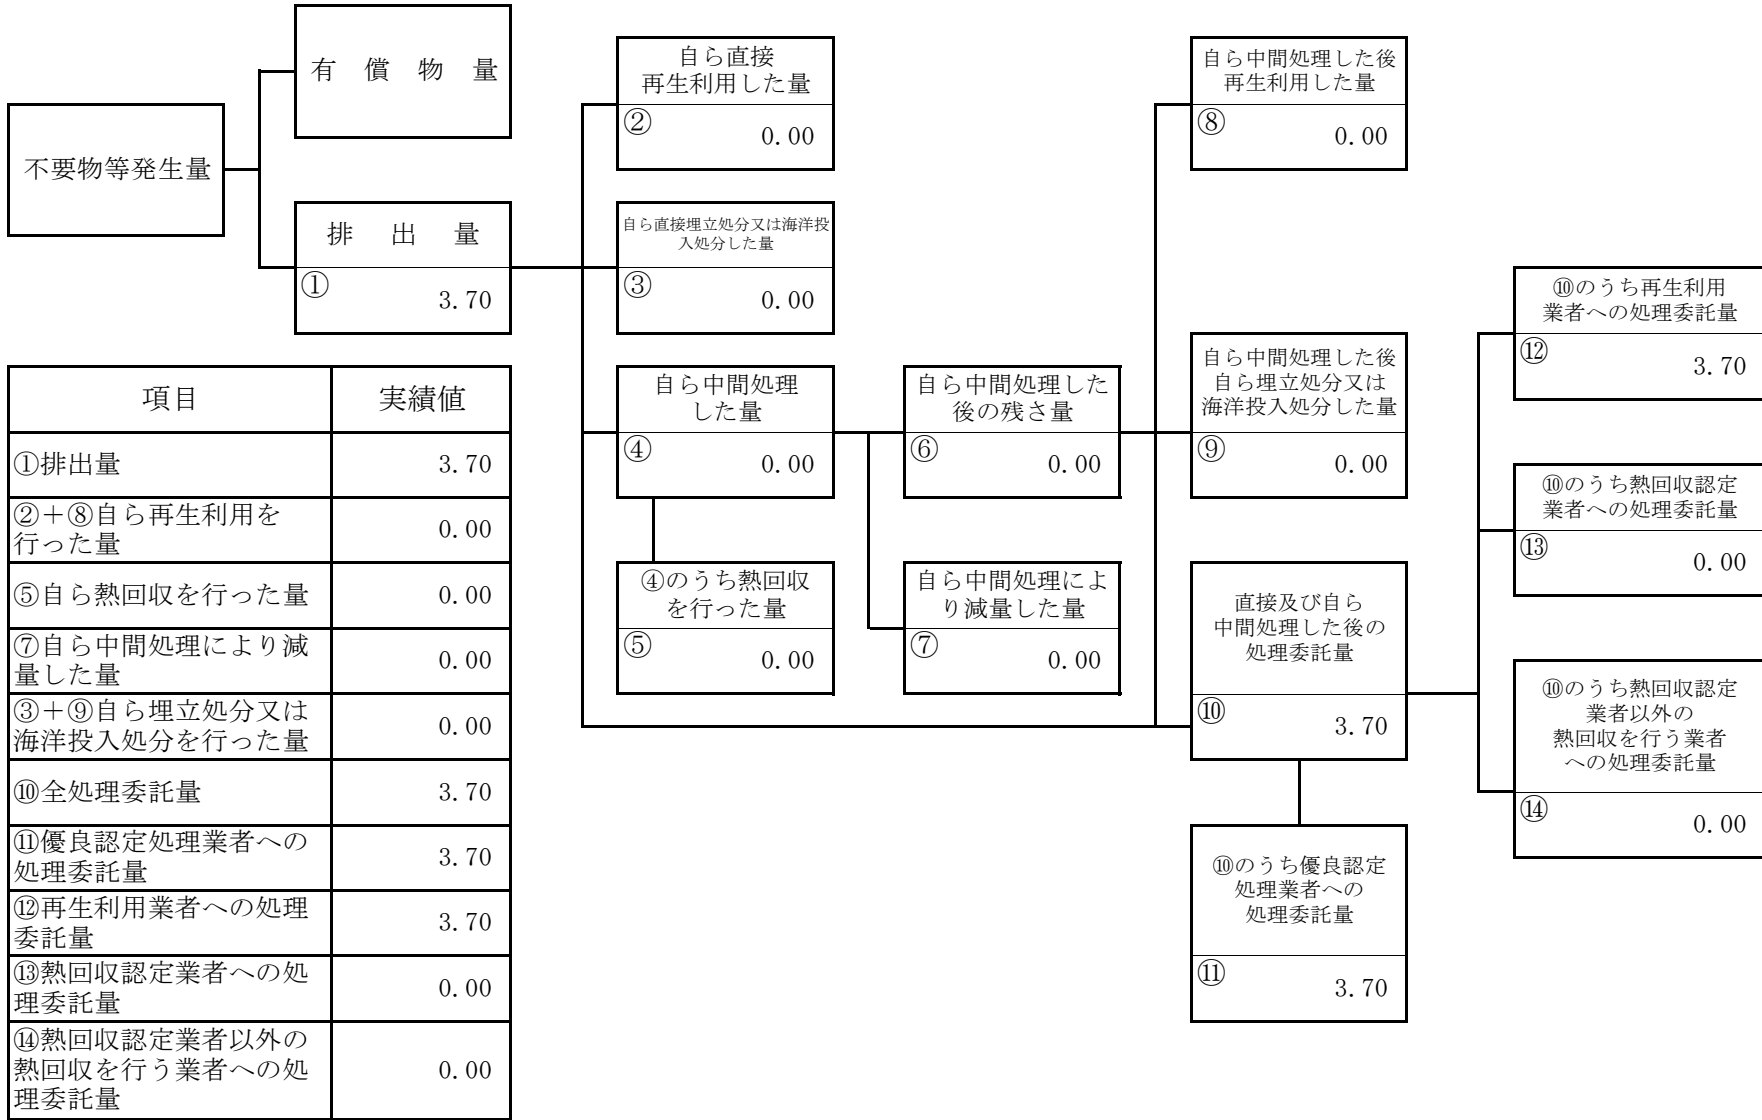 不要物等発生量
有償物量
排出量
①
3.70
自ら直接
再生利用した量
②
0.00
自ら直接埋立処分又は海洋投
入処分した量
③
0.00
自ら中間処理
した量
④
0.00
④のうち熱回収
を行った量
⑤
0.00
自ら中間処理した
後の残さ量
⑥
0.00
自ら中間処理によ
り減量した量
⑦
0.00
自ら中間処理した後
再生利用した量
⑧
0.00
自ら中間処理した後
自ら埋立処分又は
海洋投入処分した量
⑨
0.00
直接及び自ら
中間処理した後の
処理委託量
⑩
3.70
⑩のうち優良認定
処理業者への
処理委託量
⑪
3.70
⑩のうち再生利用
業者への処理委託量
⑫
3.70
⑩のうち熱回収認定
業者への処理委託量
⑬
0.00
⑩のうち熱回収認定
業者以外の
熱回収を行う業者
への処理委託量
⑭
0.00
項目 実績値
①排出量 3.70
②＋⑧自ら再生利用を
行った量 0.00
⑤自ら熱回収を行った量 0.00
⑦自ら中間処理により減
量した量 0.00
③＋⑨自ら埋立処分又は
海洋投入処分を行った量 0.00
⑩全処理委託量 3.70
⑪優良認定処理業者への
処理委託量 3.70
⑫再生利用業者への処理
委託量 3.70
⑬熱回収認定業者への処
理委託量 0.00
⑭熱回収認定業者以外の
熱回収を行う業者への処
理委託量 0.00